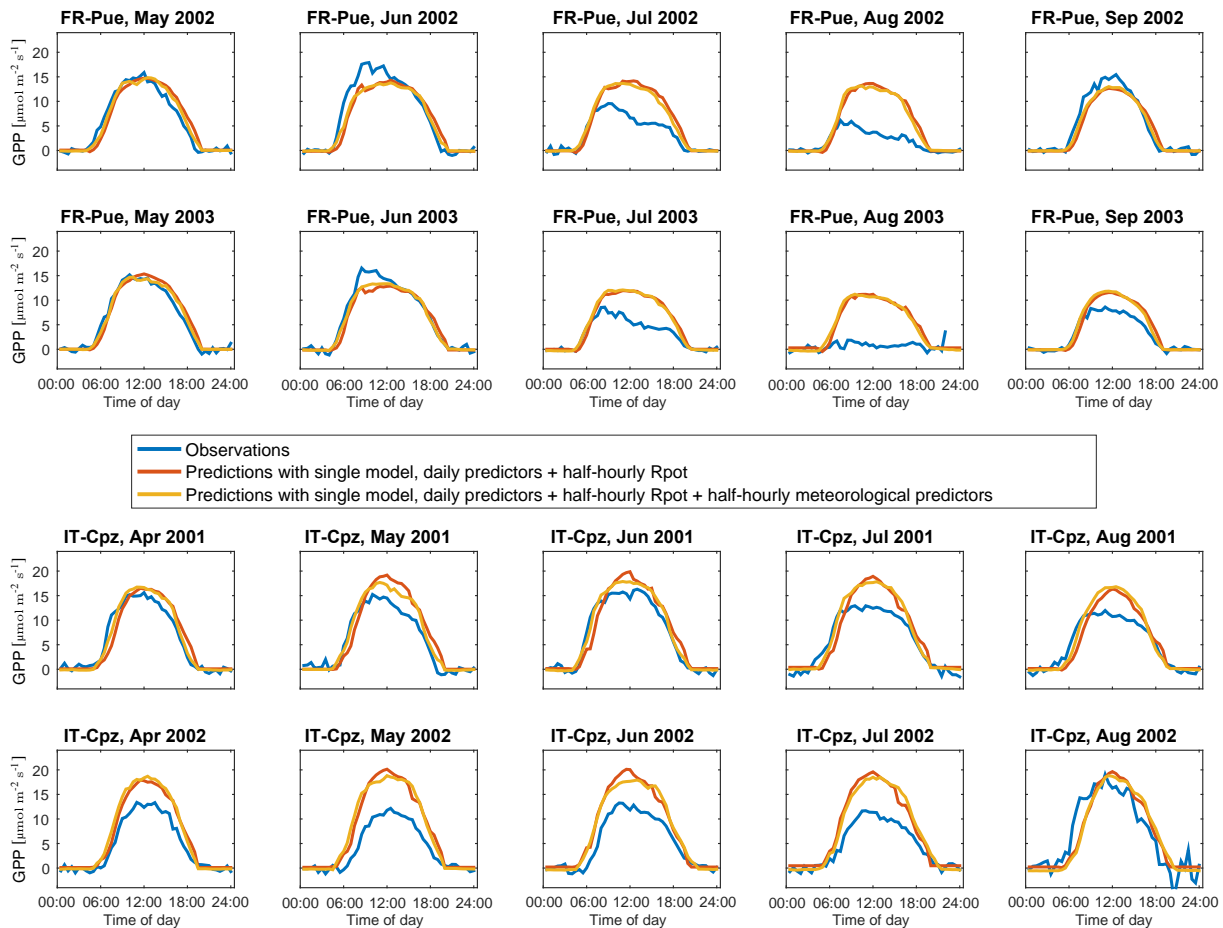 FR-Pue, May 2002 FR-Pue, Jun 2002 FR-Pue, Jul 2002 FR-Pue, Aug 2002 FR-Pue, Sep 2002
GPP [µmol m⁻² s⁻¹]
20
15
10
5
0
FR-Pue, May 2003 FR-Pue, Jun 2003 FR-Pue, Jul 2003 FR-Pue, Aug 2003 FR-Pue, Sep 2003
GPP [µmol m⁻² s⁻¹]
20
15
10
5
0
00:00 06:00 12:00 18:00 24:00 00:00 06:00 12:00 18:00 24:00 00:00 06:00 12:00 18:00 24:00 00:00 06:00 12:00 18:00 24:00 00:00 06:00 12:00 18:00 24:00
Time of day Time of day Time of day Time of day Time of day
Observations
Predictions with single model, daily predictors + half-hourly Rpot
Predictions with single model, daily predictors + half-hourly Rpot + half-hourly meteorological predictors
IT-Cpz, Apr 2001 IT-Cpz, May 2001 IT-Cpz, Jun 2001 IT-Cpz, Jul 2001 IT-Cpz, Aug 2001
GPP [µmol m⁻² s⁻¹]
20
15
10
5
0
IT-Cpz, Apr 2002 IT-Cpz, May 2002 IT-Cpz, Jun 2002 IT-Cpz, Jul 2002 IT-Cpz, Aug 2002
GPP [µmol m⁻² s⁻¹]
20
15
10
5
0
00:00 06:00 12:00 18:00 24:00 00:00 06:00 12:00 18:00 24:00 00:00 06:00 12:00 18:00 24:00 00:00 06:00 12:00 18:00 24:00 00:00 06:00 12:00 18:00 24:00
Time of day Time of day Time of day Time of day Time of day